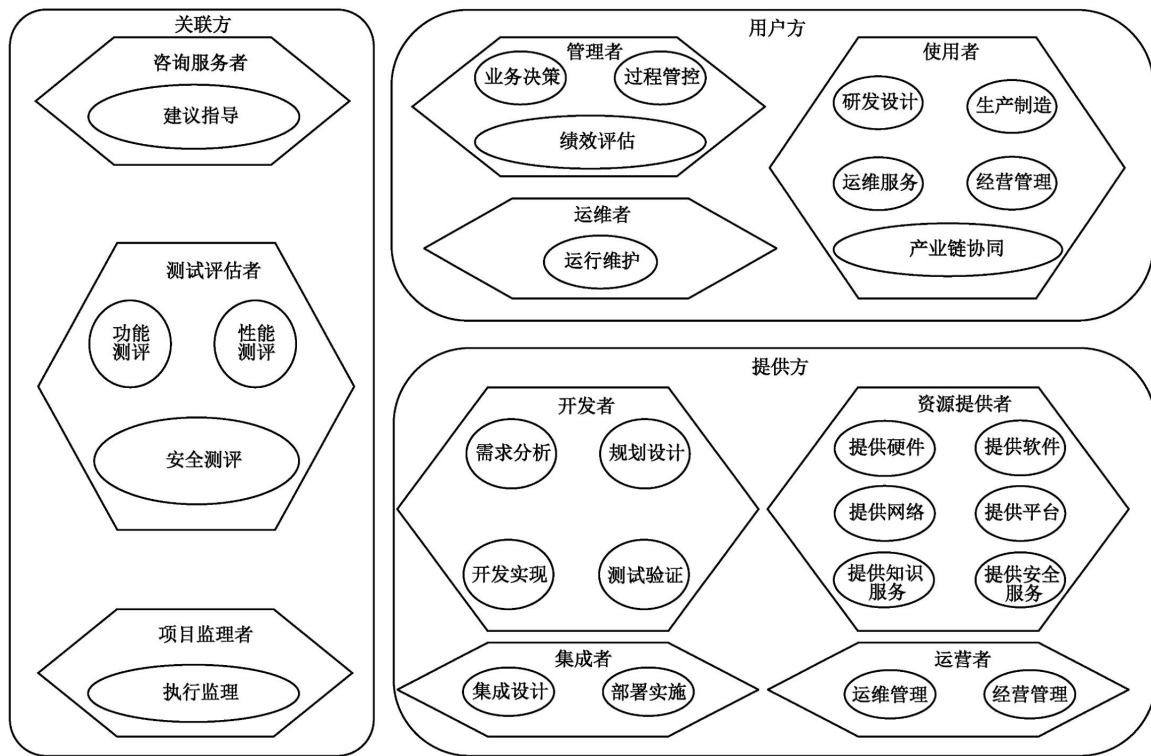 关联方
咨询服务者
建议指导
测试评估者
功能
测评
性能
测评
安全测评
项目监理者
执行监理
用户方
管理者
业务决策
过程管控
绩效评估
运维者
运行维护
使用者
研发设计
生产制造
运维服务
经营管理
产业链协同
提供方
开发者
需求分析
规划设计
开发实现
测试验证
资源提供者
提供硬件
提供软件
提供网络
提供平台
提供知识
服务
提供安全
服务
集成者
集成设计
部署实施
运营者
运维管理
经营管理